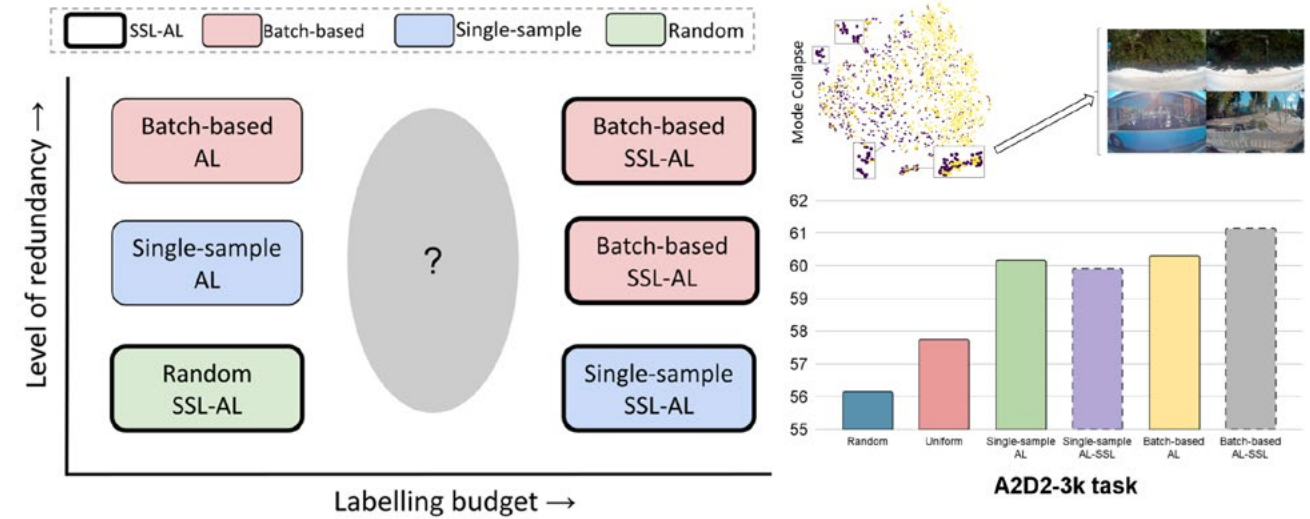 SSL-AL
Batch-based
Single-sample
Random
Level of redundancy →
Batch-based
AL
Single-sample
AL
Random
SSL-AL
?
Batch-based
SSL-AL
Batch-based
SSL-AL
Single-sample
SSL-AL
Labelling budget →
Mode Collapse
62
61
60
59
58
57
56
55
Random
Uniform
Single-sample
AL
Single-sample
AL-SSL
Batch-based
AL
Batch-based
AL-SSL
A2D2-3k task